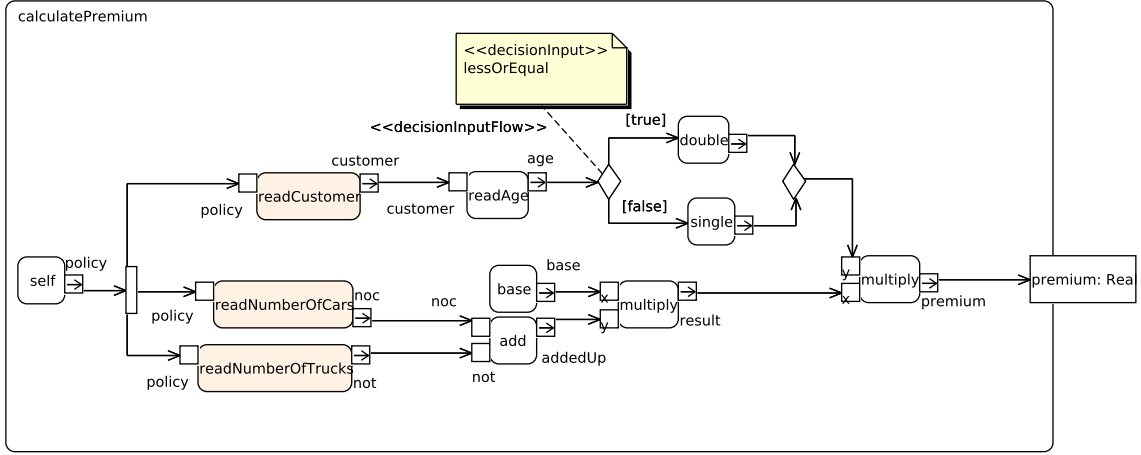 calculatePremium
<<decisionInput>>
lessOrEqual
<<decisionInputFlow>>
[true]
double
customer
age
readCustomer
readAge
policy
customer
[false]
single
policy
self
base
y
multiply
premium: Real
readNumberOfCars
noc
noc
base
x
multiply
x
premium
policy
y
result
add
addedUp
readNumberOfTrucks
policy
not
not